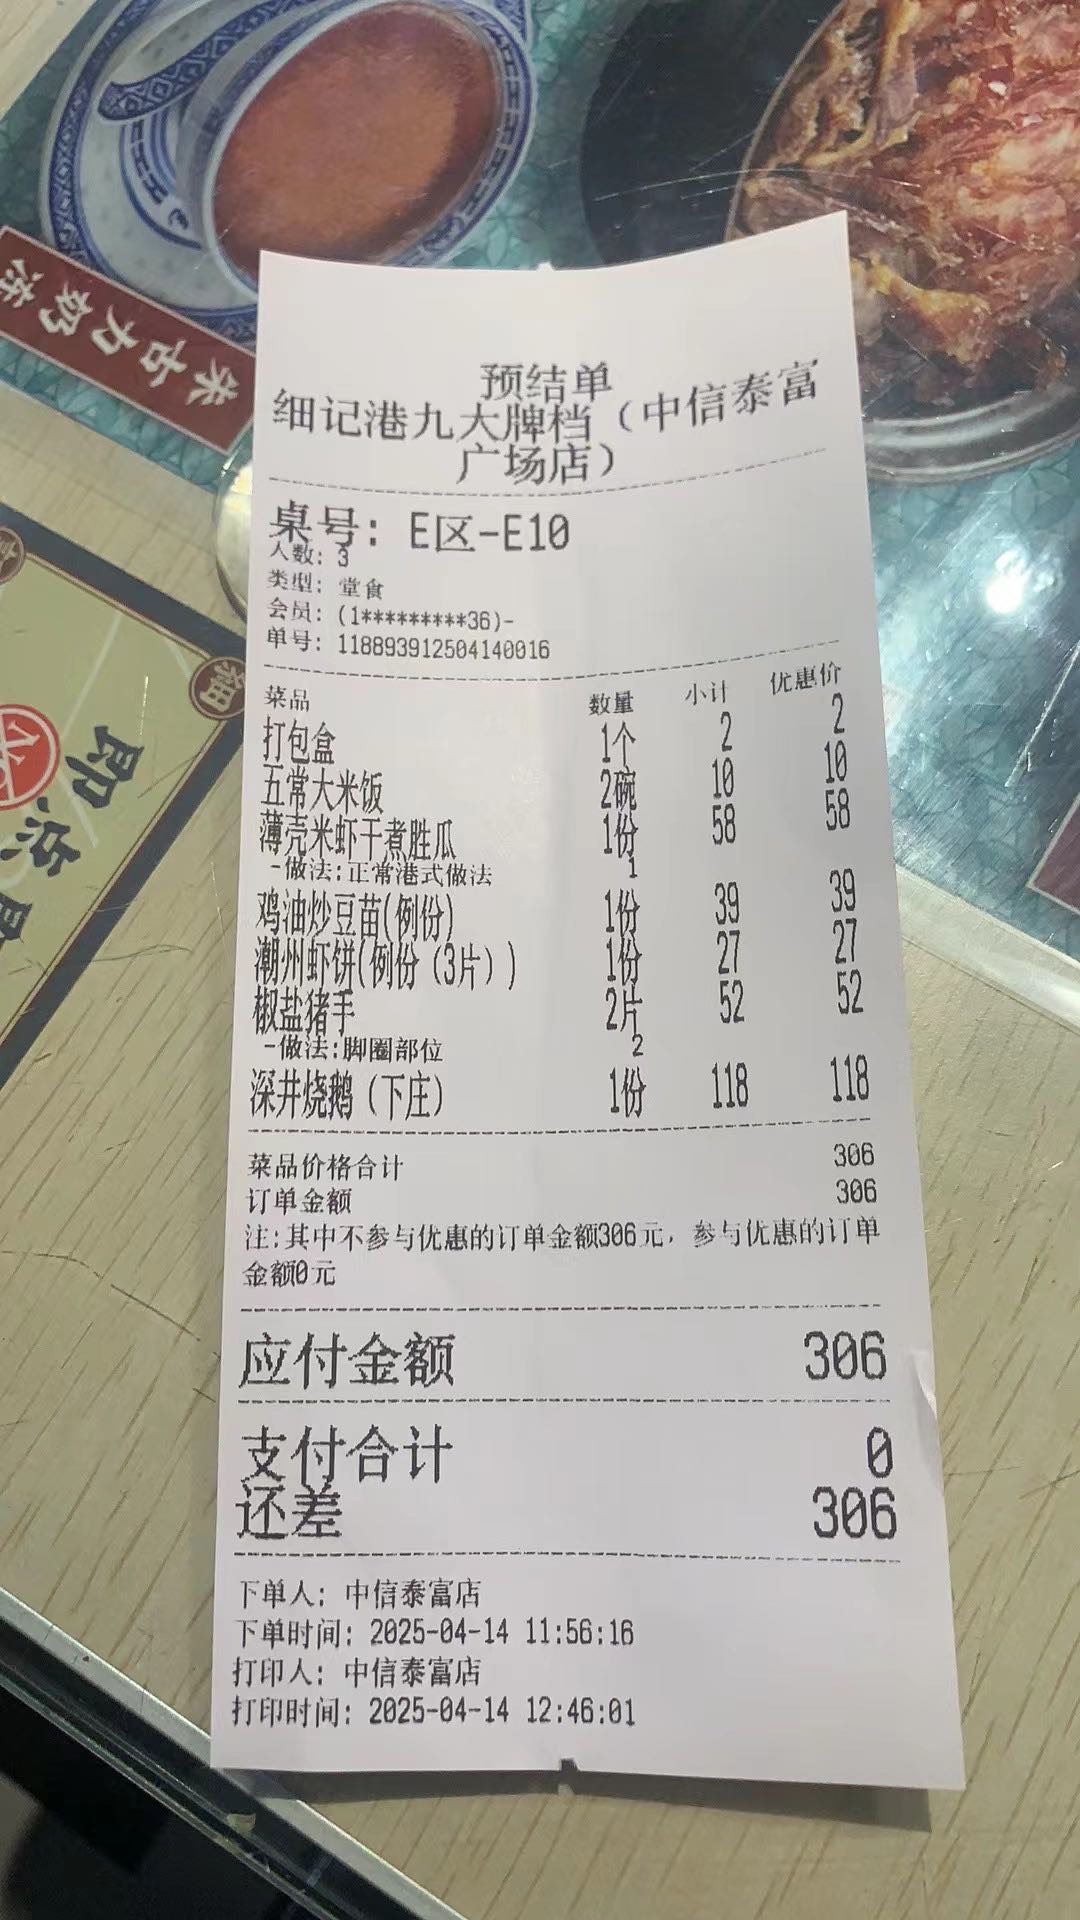 朱古力奶
预结单
细记港九大牌档（中信泰富
广场店）
桌号: E区-E10
人数: 3
类型: 堂食
会员: (1*********36)-
单号: 118893912504140016
菜品 数量 小计 优惠价
打包盒 1个 2 2
五常大米饭 2碗 10 10
薄壳米虾干煮胜瓜 1份 58 58
-做法:正常港式做法 1
鸡油炒豆苗(例份) 1份 39 39
潮州虾饼(例份（3片）) 1份 27 27
椒盐猪手 2片 52 52
-做法:脚圈部位 2
深井烧鹅（下庄） 1份 118 118
菜品价格合计 306
订单金额 306
注:其中不参与优惠的订单金额306元，参与优惠的订单
金额0元
应付金额 306
支付合计 0
还差 306
下单人: 中信泰富店
下单时间: 2025-04-14 11:56:16
打印人: 中信泰富店
打印时间: 2025-04-14 12:46:01